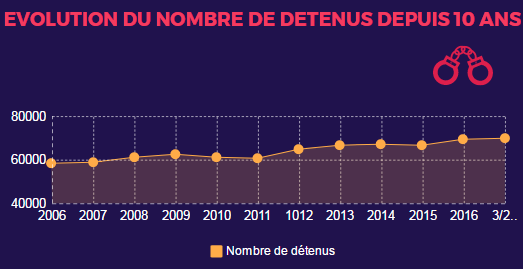 EVOLUTION DU NOMBRE DE DETENUS DEPUIS 10 ANS
80000
60000
40000
2006 2007 2008 2009 2010 2011 1012 2013 2014 2015 2016 3/2..
Nombre de détenus